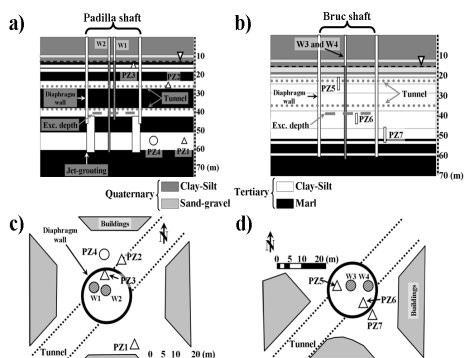 Padilla shaft
Bruc shaft
a)
b)
W2 W1
W3 and W4
10
20
30
40
50
60
70 (m)
10
20
30
40
50
60
70 (m)
PZ3
PZ2
PZ5
Diaphragm
wall
Tunnel
Diaphragm
wall
Tunnel
Exc. depth
Exc. depth
PZ6
PZ7
PZ4
PZ1
Jet-grouting
Quaternary
Clay-Silt
Sand-gravel
Tertiary
Clay-Silt
Marl
c)
d)
Buildings
Diaphragm
wall
N
PZ4
PZ2
PZ3
W1
W2
PZ1
Tunnel
0 5 10 20 (m)
N
0 5 10 20 (m)
PZ5
W3 W4
PZ6
PZ7
Buildings
Tunnel